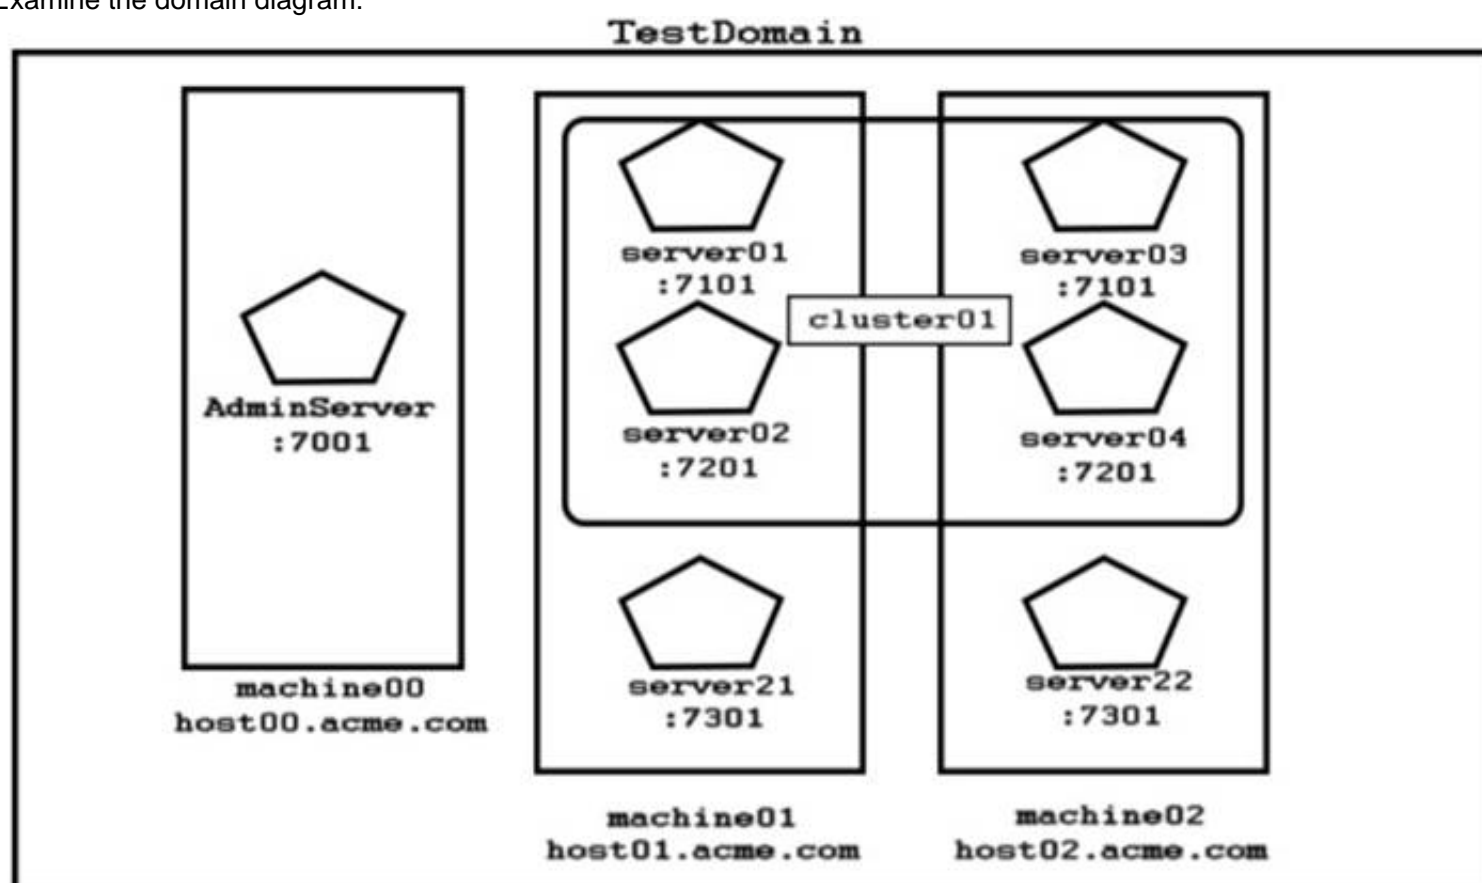 Examine the domain diagram.
TestDomain
AdminServer
:7001
machine00
host00.acme.com
server01
:7101
server02
:7201
cluster01
server03
:7101
server04
:7201
server21
:7301
machine01
host01.acme.com
server22
:7301
machine02
host02.acme.com